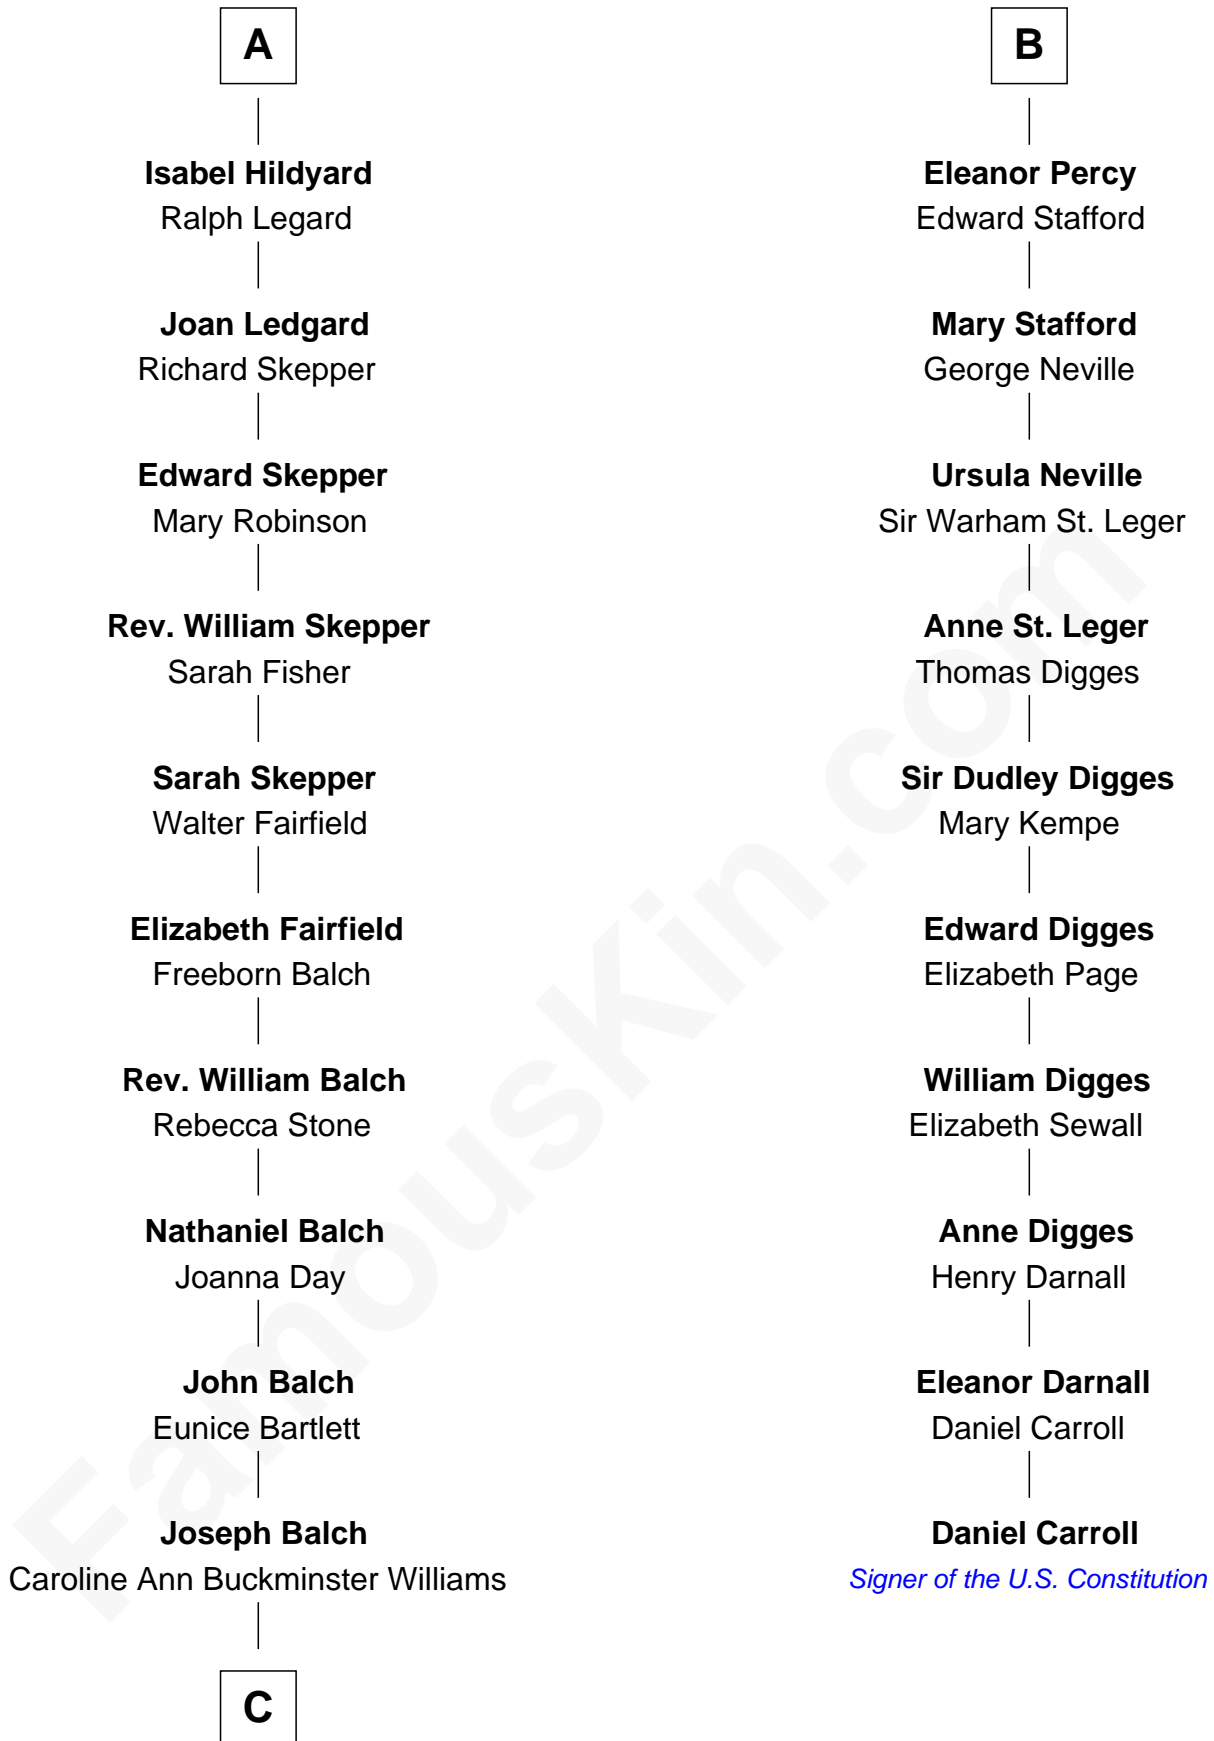 A
Isabel Hildyard
Ralph Legard
Joan Ledgard
Richard Skepper
Edward Skepper
Mary Robinson
Rev. William Skepper
Sarah Fisher
Sarah Skepper
Walter Fairfield
Elizabeth Fairfield
Freeborn Balch
Rev. William Balch
Rebecca Stone
Nathaniel Balch
Joanna Day
John Balch
Eunice Bartlett
Joseph Balch
Caroline Ann Buckminster Williams
C
B
Eleanor Percy
Edward Stafford
Mary Stafford
George Neville
Ursula Neville
Sir Warham St. Leger
Anne St. Leger
Thomas Digges
Sir Dudley Digges
Mary Kempe
Edward Digges
Elizabeth Page
William Digges
Elizabeth Sewall
Anne Digges
Henry Darnall
Eleanor Darnall
Daniel Carroll
Daniel Carroll
Signer of the U.S. Constitution
FamousKin.com